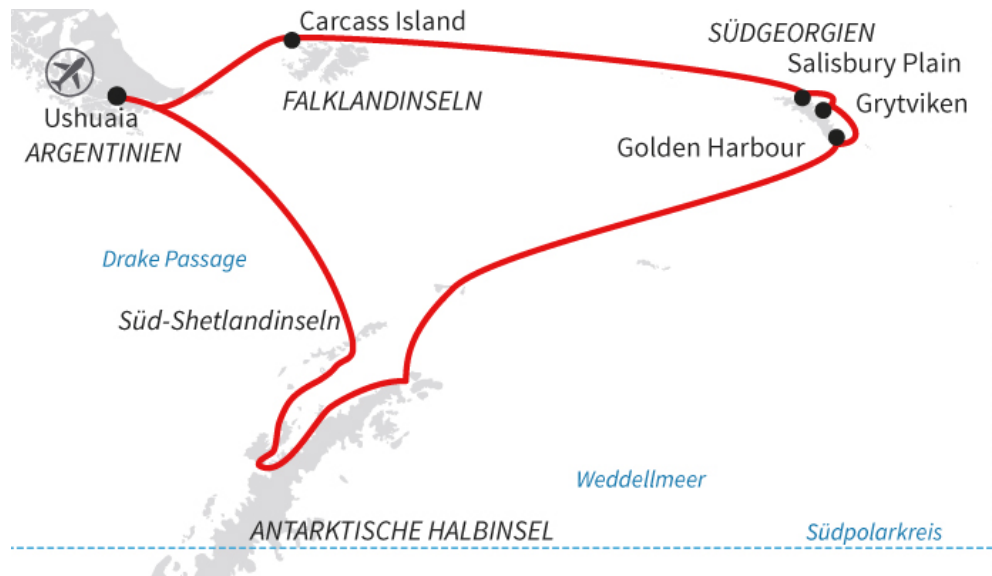 Carcass Island
SÜDGEORGIEN
Salisbury Plain
FALKLANDINSELN
Grytviken
Ushuaia
ARGENTINIEN
Golden Harbour
Drake Passage
Süd-Shetlandinseln
Weddellmeer
ANTARKTISCHE HALBINSEL
Südpolarkreis